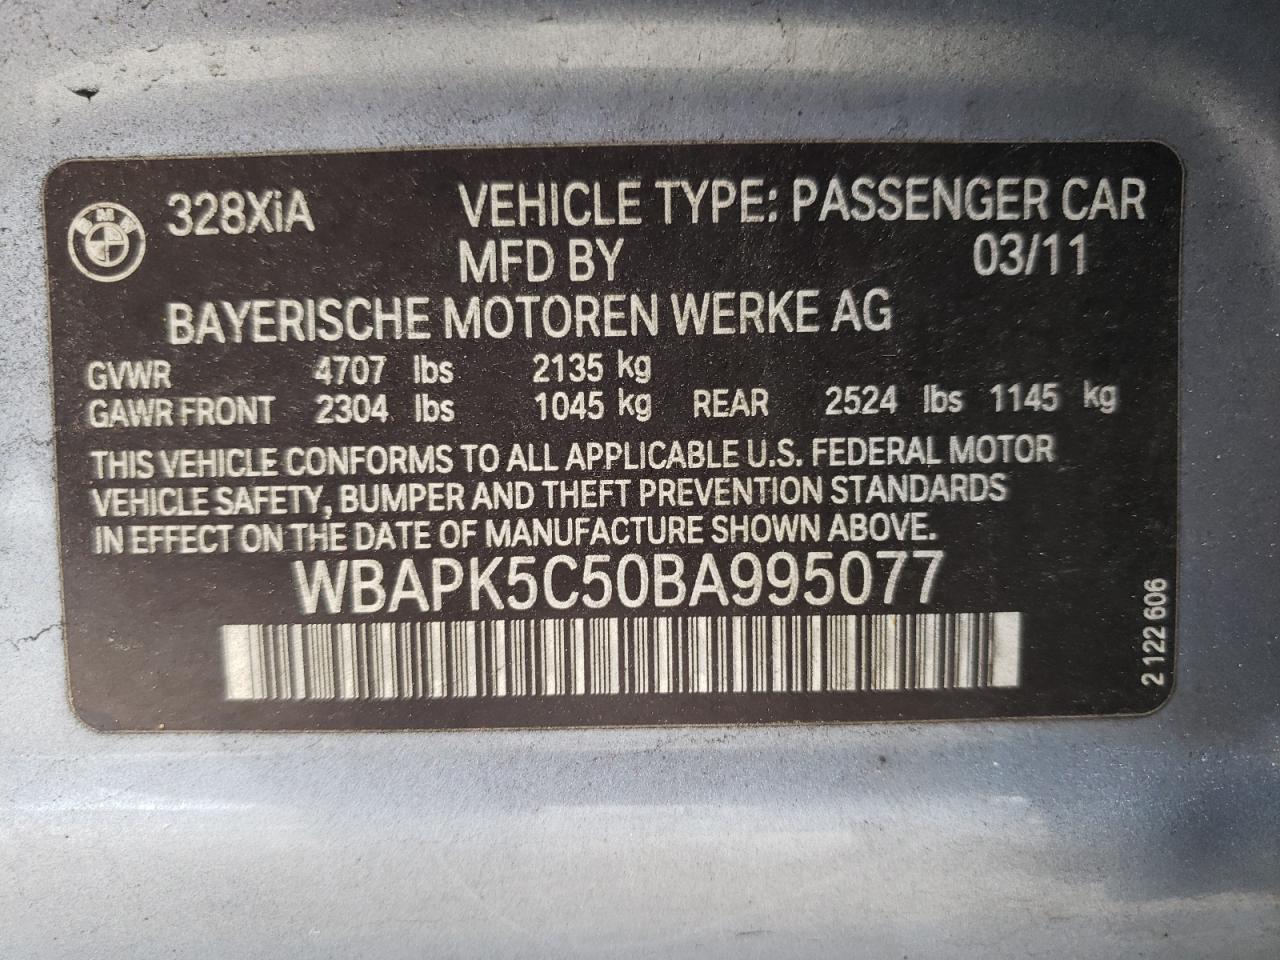 BMW 328XiA VEHICLE TYPE: PASSENGER CAR
MFD BY 03/11
BAYERISCHE MOTOREN WERKE AG
GVWR 4707 lbs 2135 kg
GAWR FRONT 2304 lbs 1045 kg REAR 2524 lbs 1145 kg
THIS VEHICLE CONFORMS TO ALL APPLICABLE U.S. FEDERAL MOTOR
VEHICLE SAFETY, BUMPER AND THEFT PREVENTION STANDARDS
IN EFFECT ON THE DATE OF MANUFACTURE SHOWN ABOVE.
WBAPK5C50BA995077
2 122 606